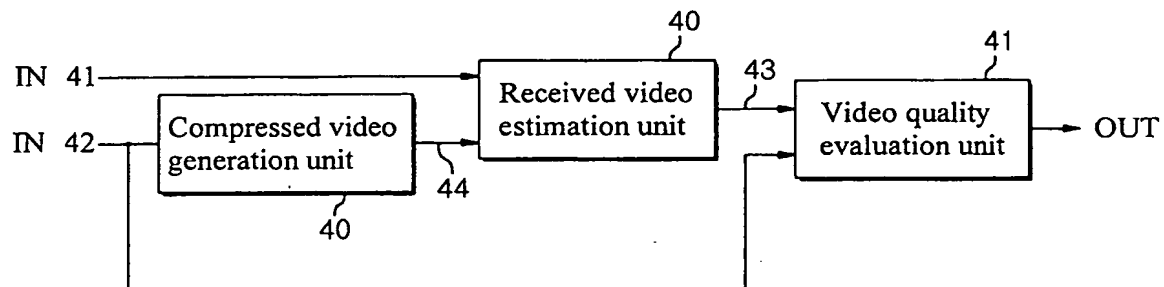 40
41
IN 41
Received video
estimation unit
43
Video quality
evaluation unit
OUT
IN 42
Compressed video
generation unit
44
40